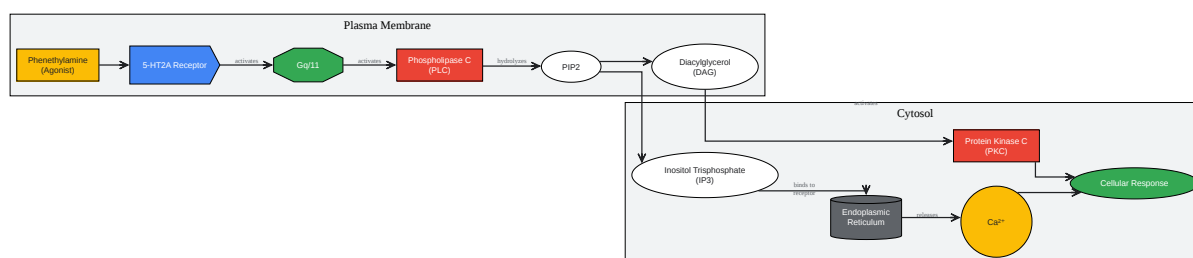 Plasma Membrane
Phenethylamine
(Agonist)
5-HT2A Receptor
activates
Gq/11
activates
Phospholipase C
(PLC)
hydrolyzes
PIP2
Diacylglycerol
(DAG)
activates
Cytosol
Protein Kinase C
(PKC)
Inositol Trisphosphate
(IP3)
binds to
receptor
Endoplasmic
Reticulum
releases
Ca²⁺
Cellular Response